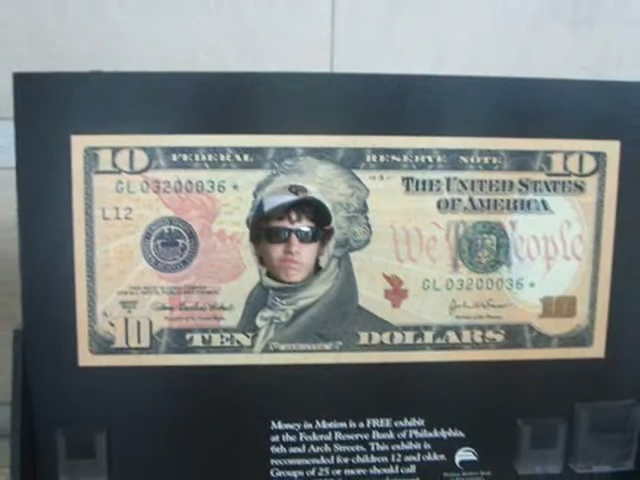 10 FEDERAL RESERVE NOTE 10
GL 03200036 *
THE UNITED STATES
OF AMERICA
L12
We the People
GL 03200036 *
10 TEN DOLLARS 10
Money in Motion is a FREE exhibit
at the Federal Reserve Bank of Philadelphia,
6th and Arch Streets. This exhibit is
recommended for children 12 and older.
Groups of 25 or more should call